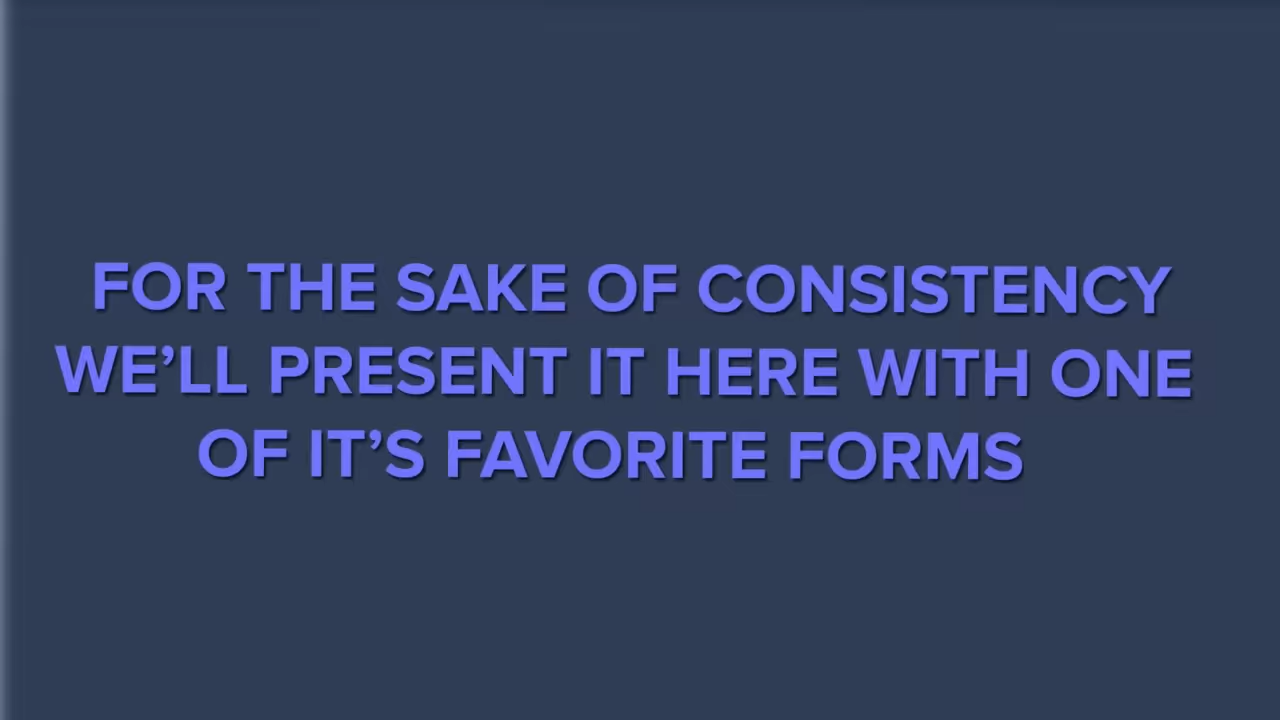 FOR THE SAKE OF CONSISTENCY
WE’LL PRESENT IT HERE WITH ONE
OF IT’S FAVORITE FORMS